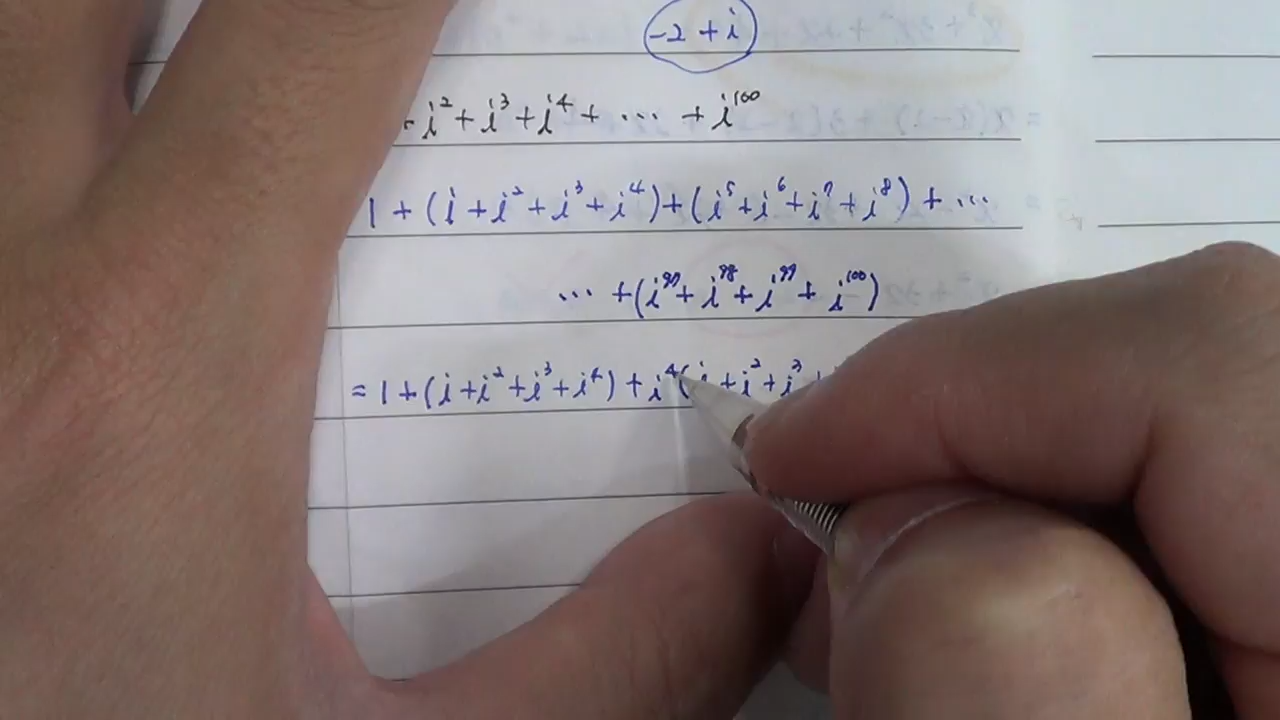 -2 + i
+ i² + i³ + i⁴ + ... + i¹⁰⁰
1 + (i + i² + i³ + i⁴) + (i⁵ + i⁶ + i⁷ + i⁸) + ...
... + (i⁹⁷ + i⁹⁸ + i⁹⁹ + i¹⁰⁰)
= 1 + (i + i² + i³ + i⁴) + i⁴(i + i² + i³ +